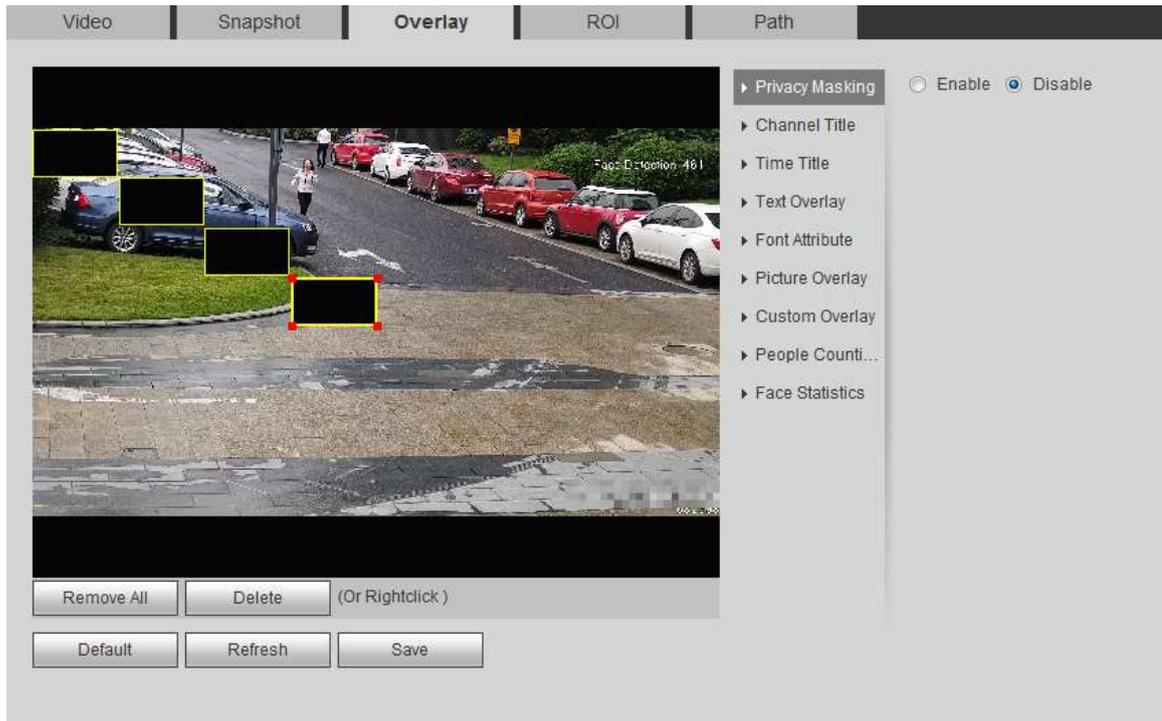 Video Snapshot Overlay ROI Path
Privacy Masking
Enable Disable
Channel Title
Time Title
Face Detection 461
Text Overlay
Font Attribute
Picture Overlay
Custom Overlay
People Counti...
Face Statistics
Remove All Delete (Or Rightclick )
Default Refresh Save